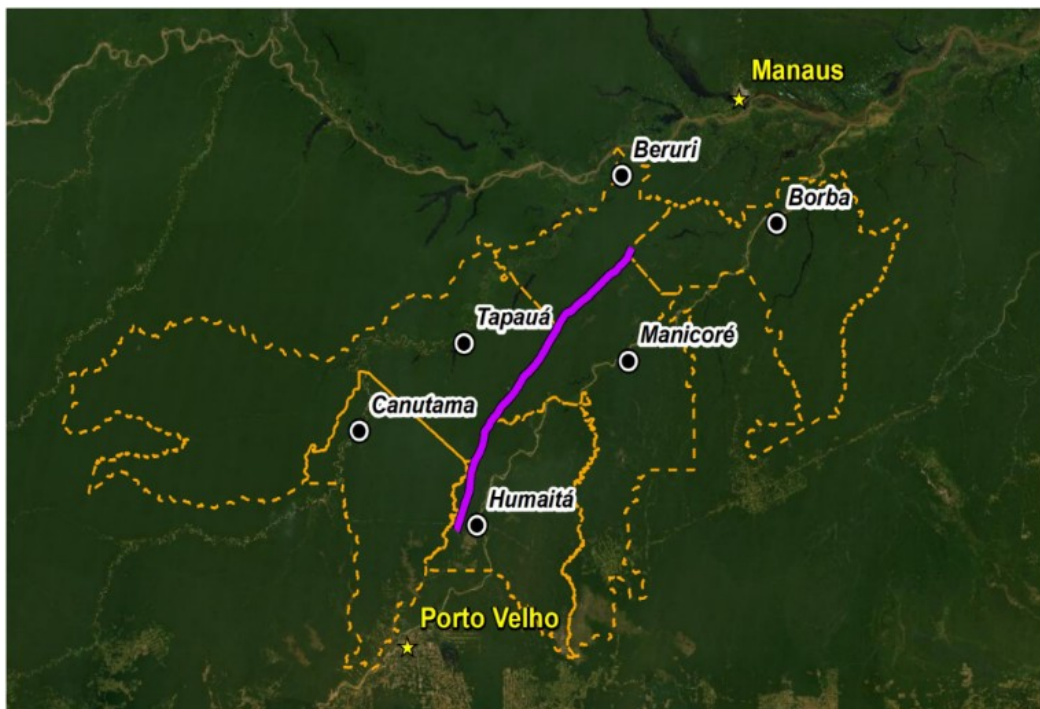 Manaus
Beruri
Borba
Tapauá
Manicoré
Canutama
Humaitá
Porto Velho